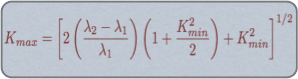 K_{max} = \left[ 2 \left( \frac{\lambda_2 - \lambda_1}{\lambda_1} \right) \left( 1 + \frac{K_{min}^2}{2} \right) + K_{min}^2 \right]^{1/2}